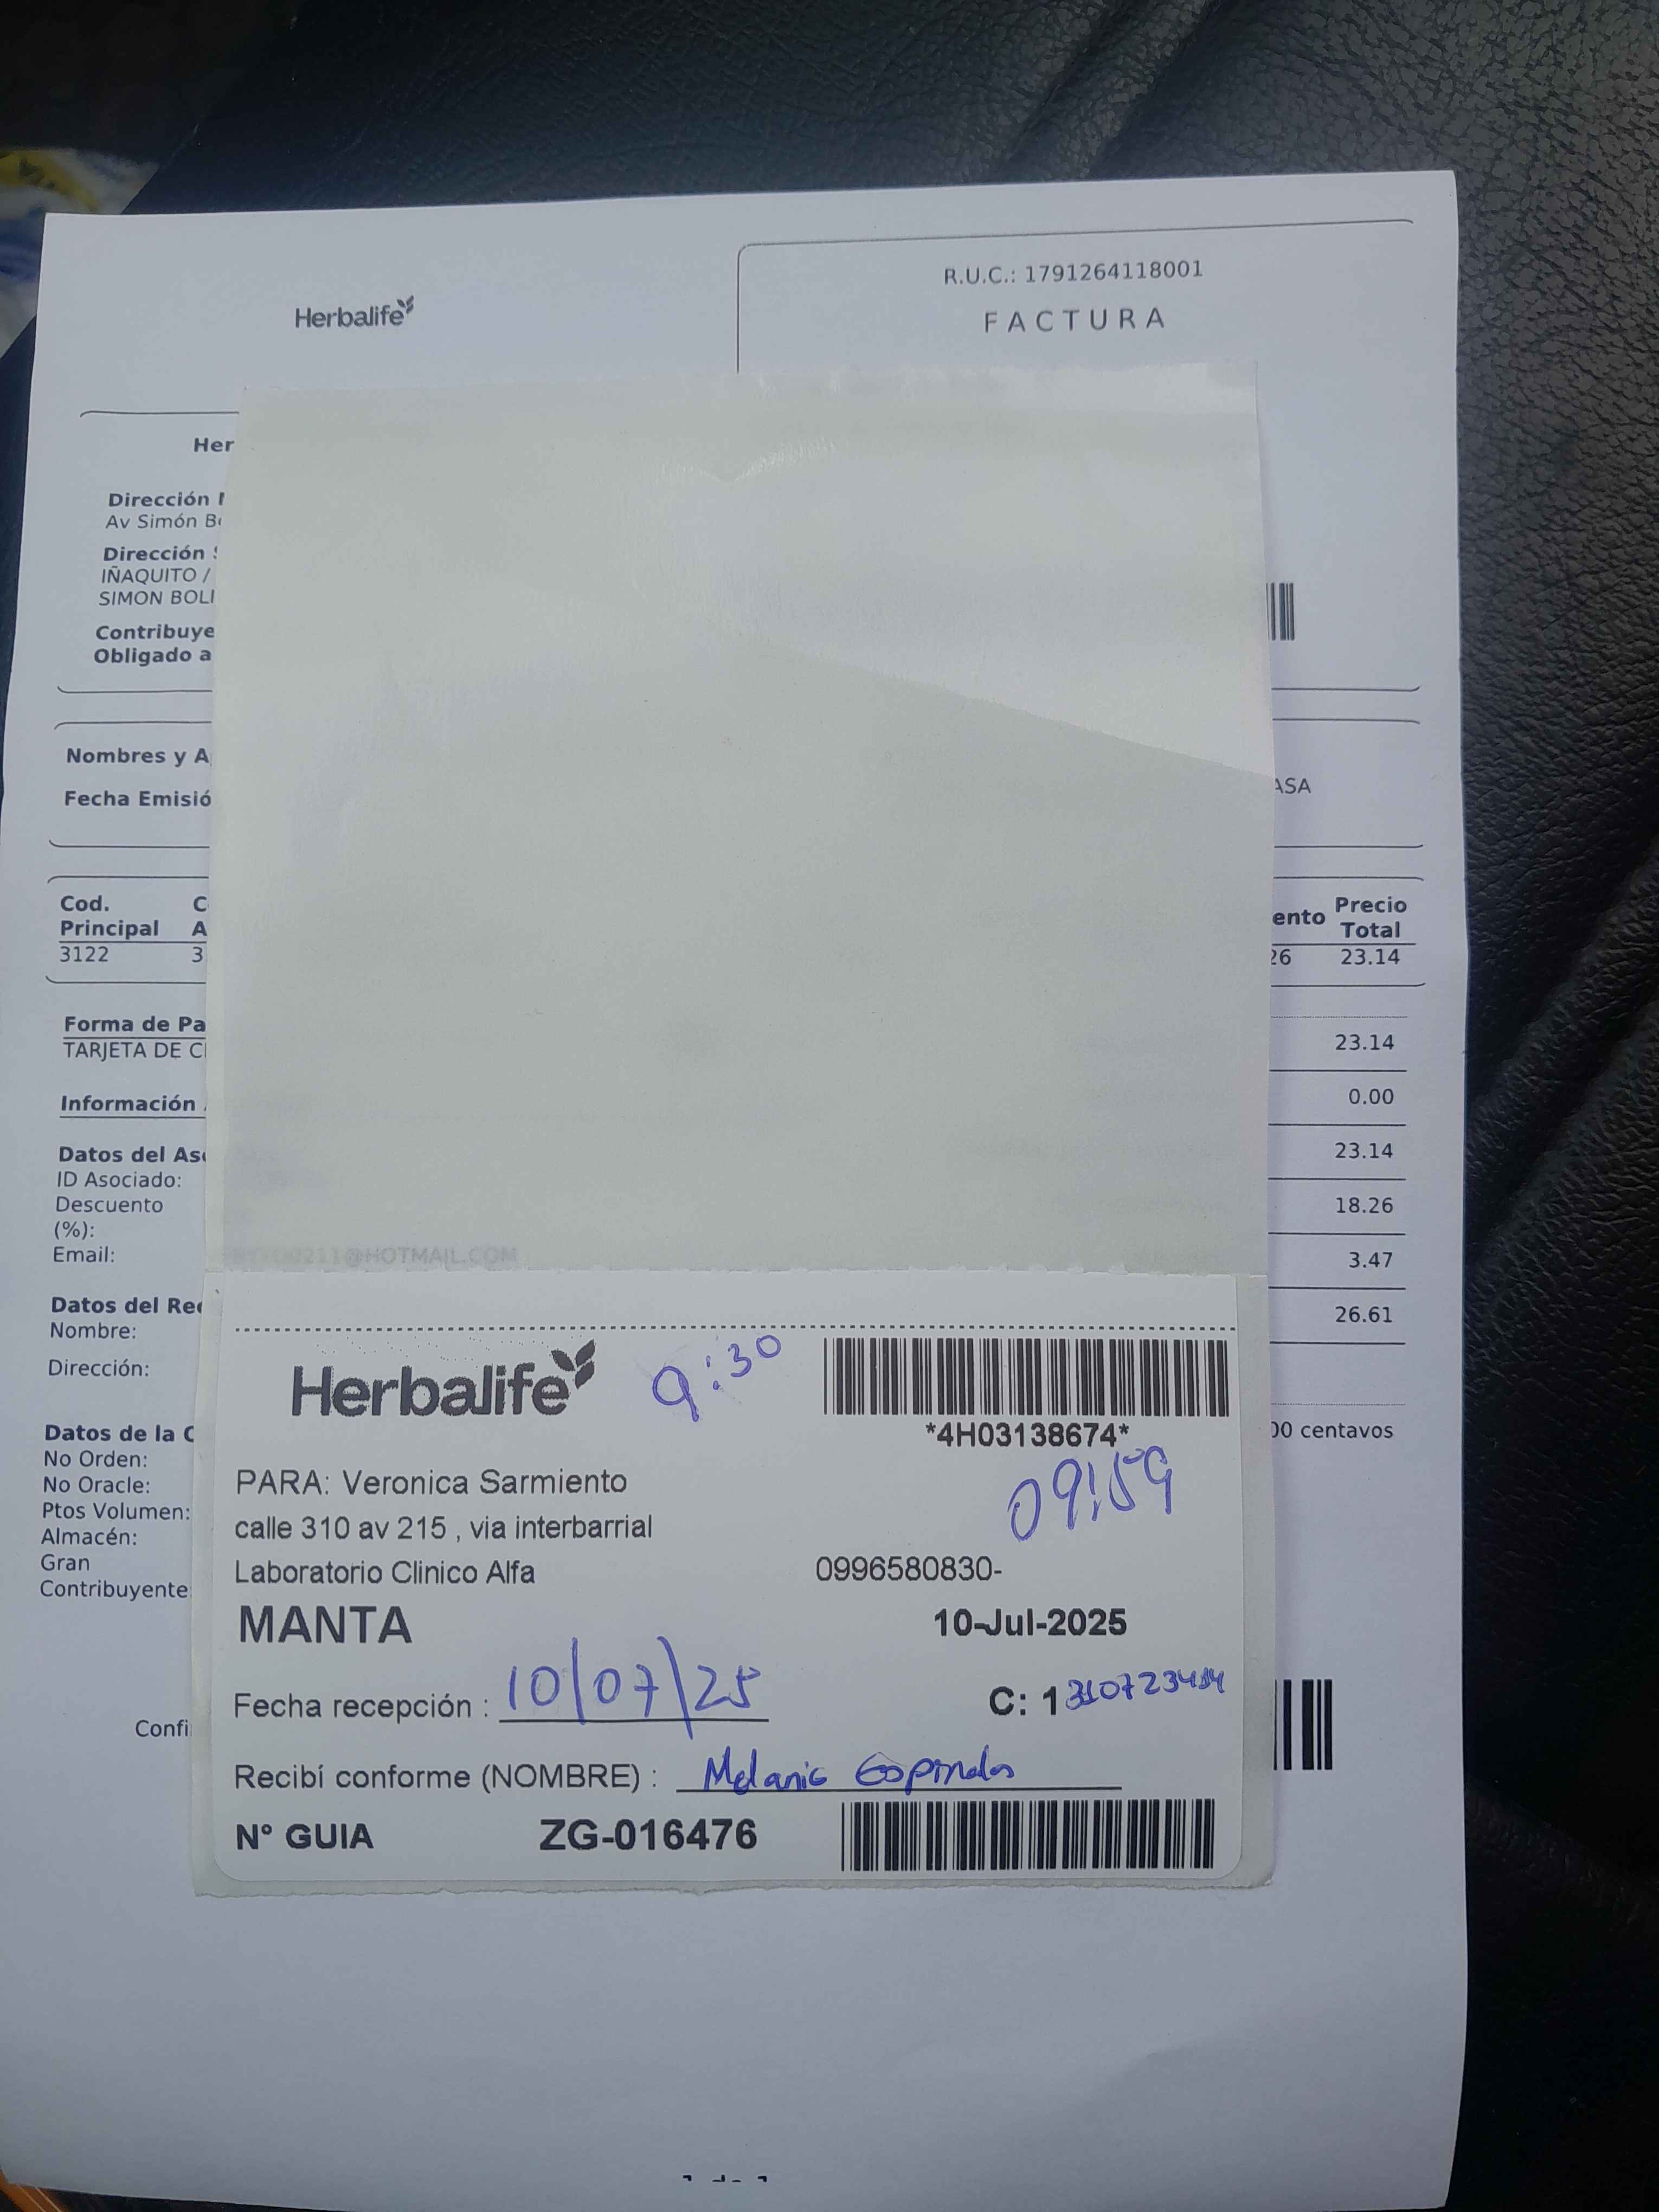 Herbalife
R.U.C.: 1791264118001
FACTURA
Her
Dirección
Av Simón B
Dirección
IÑAQUITO /
SIMON BOLI
Contribuye
Obligado a
Nombres y A
Fecha Emisió
ASA
Cod. Principal C A ento Precio Total
3122 3 26 23.14
Forma de Pa
TARJETA DE C
23.14
Información
0.00
Datos del As
23.14
ID Asociado:
Descuento (%):
18.26
Email: 00211@HOTMAIL.COM
3.47
Datos del Re
Nombre:
26.61
Dirección:
Datos de la C
00 centavos
No Orden:
No Oracle:
Ptos Volumen:
Almacén:
Gran
Contribuyente
Confi
Herbalife 9:30
*4H03138674*
09:59
PARA: Veronica Sarmiento
calle 310 av 215 , via interbarrial
Laboratorio Clinico Alfa 0996580830-
MANTA 10-Jul-2025
Fecha recepción : 10/07/25 C: 1
Recibí conforme (NOMBRE) : Melanie
N° GUIA ZG-016476